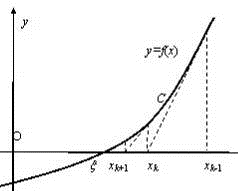 y
y=f(x)
C
O
ξ x_{k+1} x_k x_{k-1}